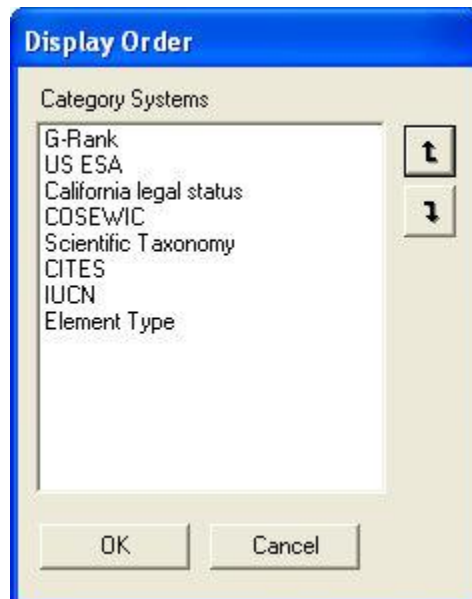 Display Order
Category Systems
G-Rank
US ESA
California legal status
COSEWIC
Scientific Taxonomy
CITES
IUCN
Element Type
OK
Cancel